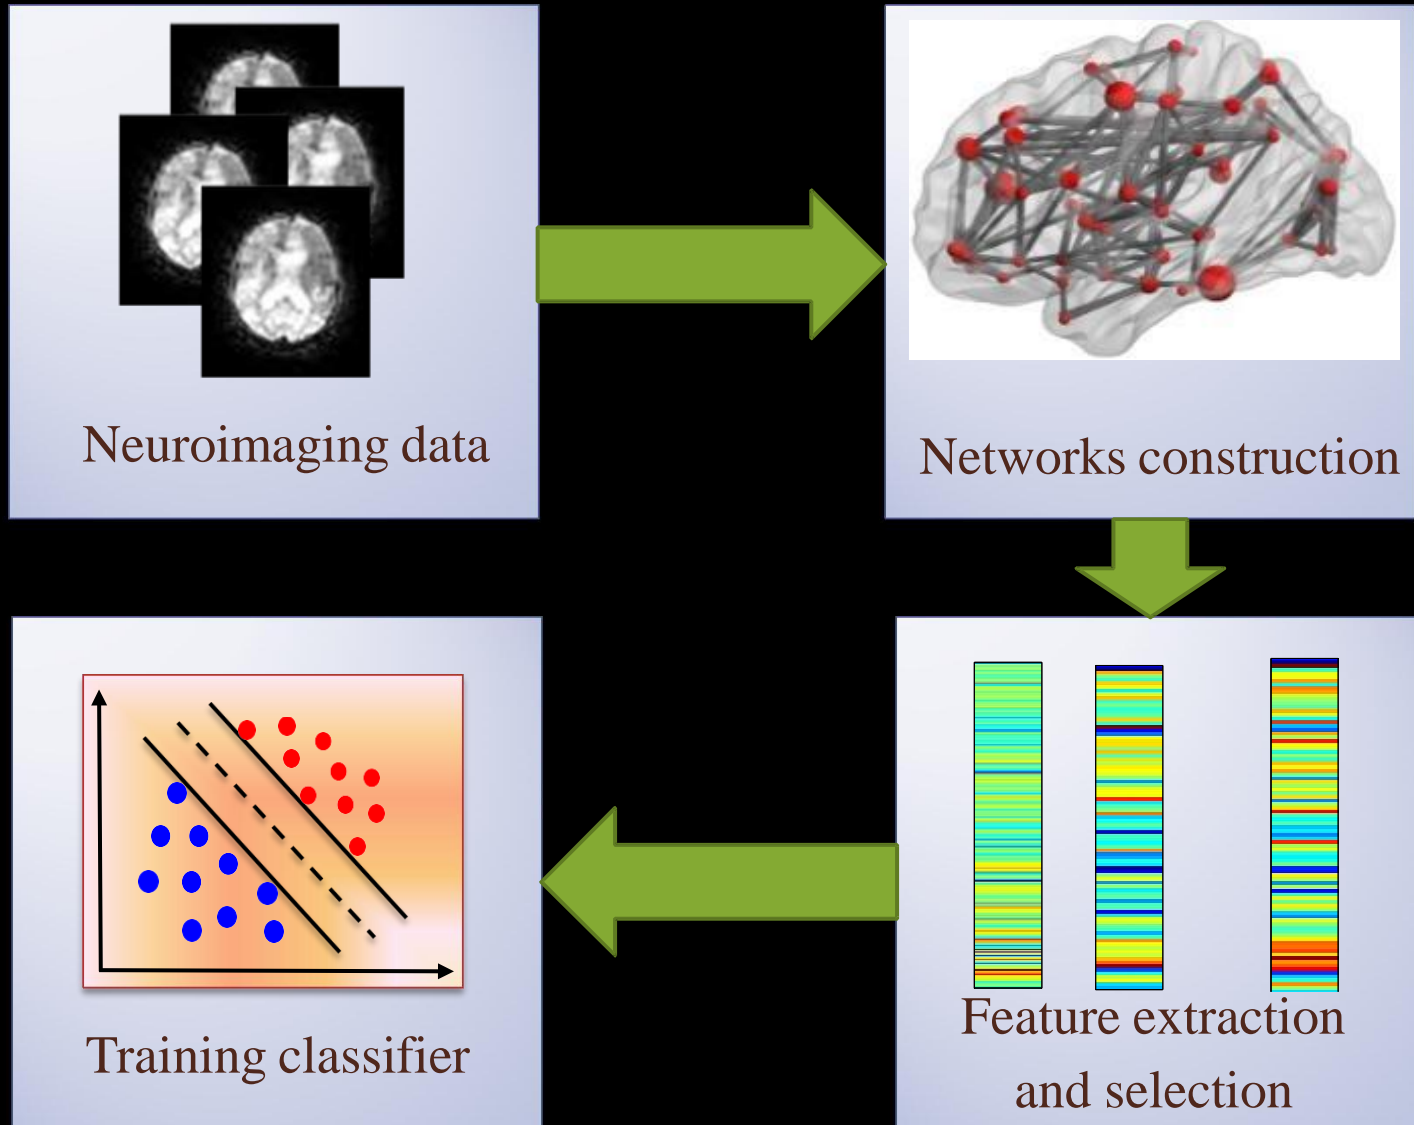 Neuroimaging data
Networks construction
Training classifier
Feature extraction
and selection